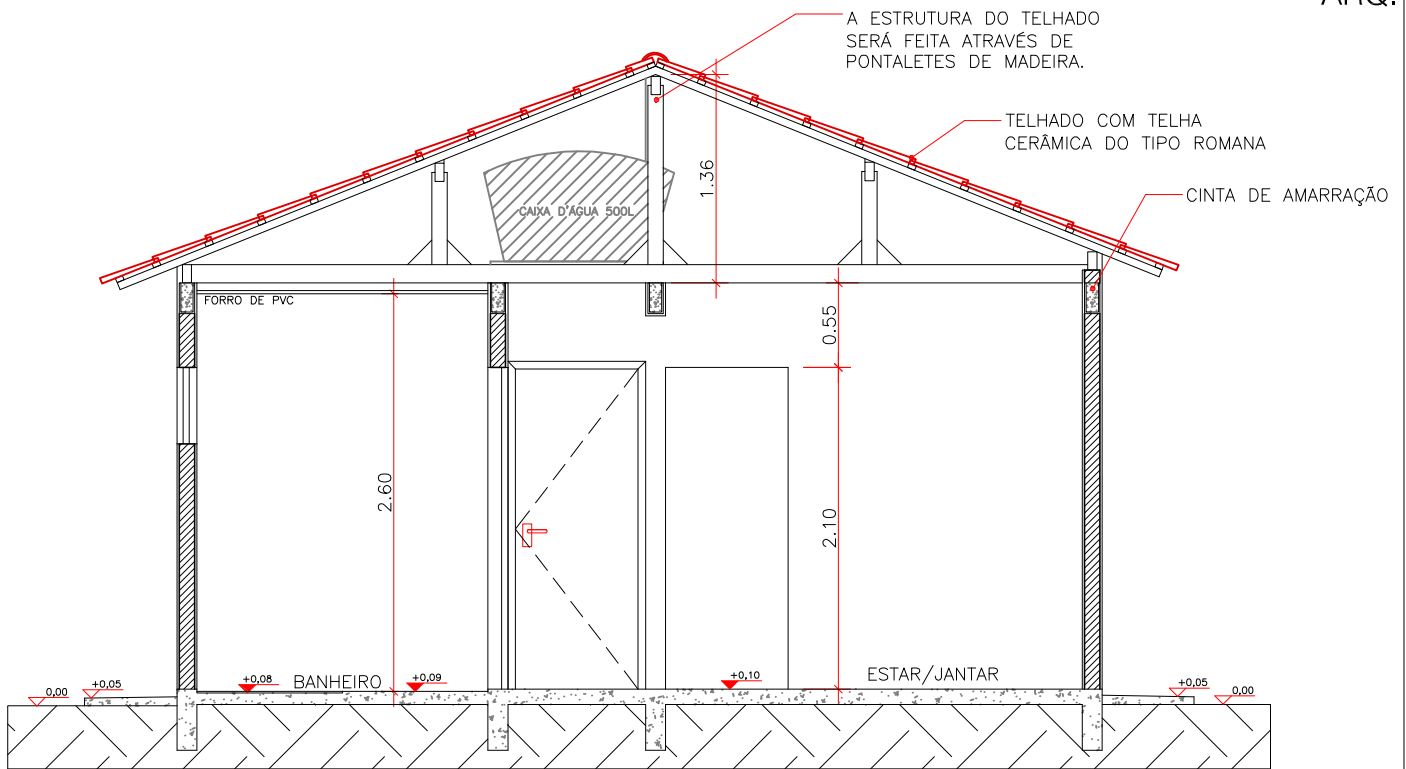 ARQ.
A ESTRUTURA DO TELHADO
SERÁ FEITA ATRAVÉS DE
PONTALETES DE MADEIRA.
TELHADO COM TELHA
CERÂMICA DO TIPO ROMANA
1.36
CINTA DE AMARRAÇÃO
CAIXA D'ÁGUA 500L
FORRO DE PVC
0.55
2.60
2.10
0,00
+0,05
+0,08
BANHEIRO
+0,09
+0,10
ESTAR/JANTAR
+0,05
0,00